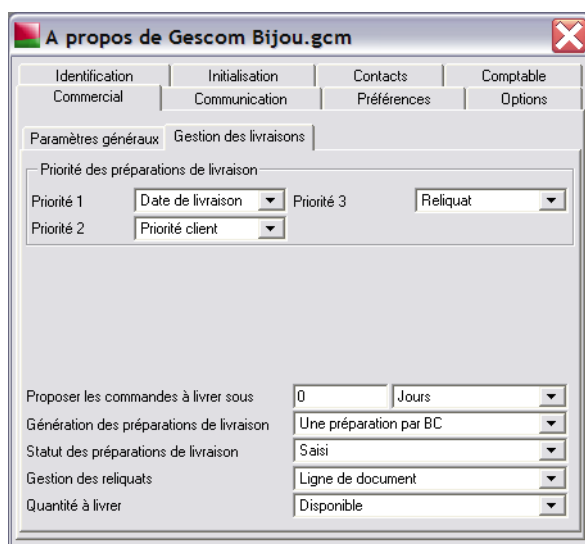 A propos de Gescom Bijou.gcm
Identification Initialisation Contacts Comptable
Commercial Communication Préférences Options
Paramètres généraux Gestion des livraisons
Priorité des préparations de livraison
Priorité 1 Date de livraison Priorité 3 Reliquat
Priorité 2 Priorité client
Proposer les commandes à livrer sous 0 Jours
Génération des préparations de livraison Une préparation par BC
Statut des préparations de livraison Saisi
Gestion des reliquats Ligne de document
Quantité à livrer Disponible